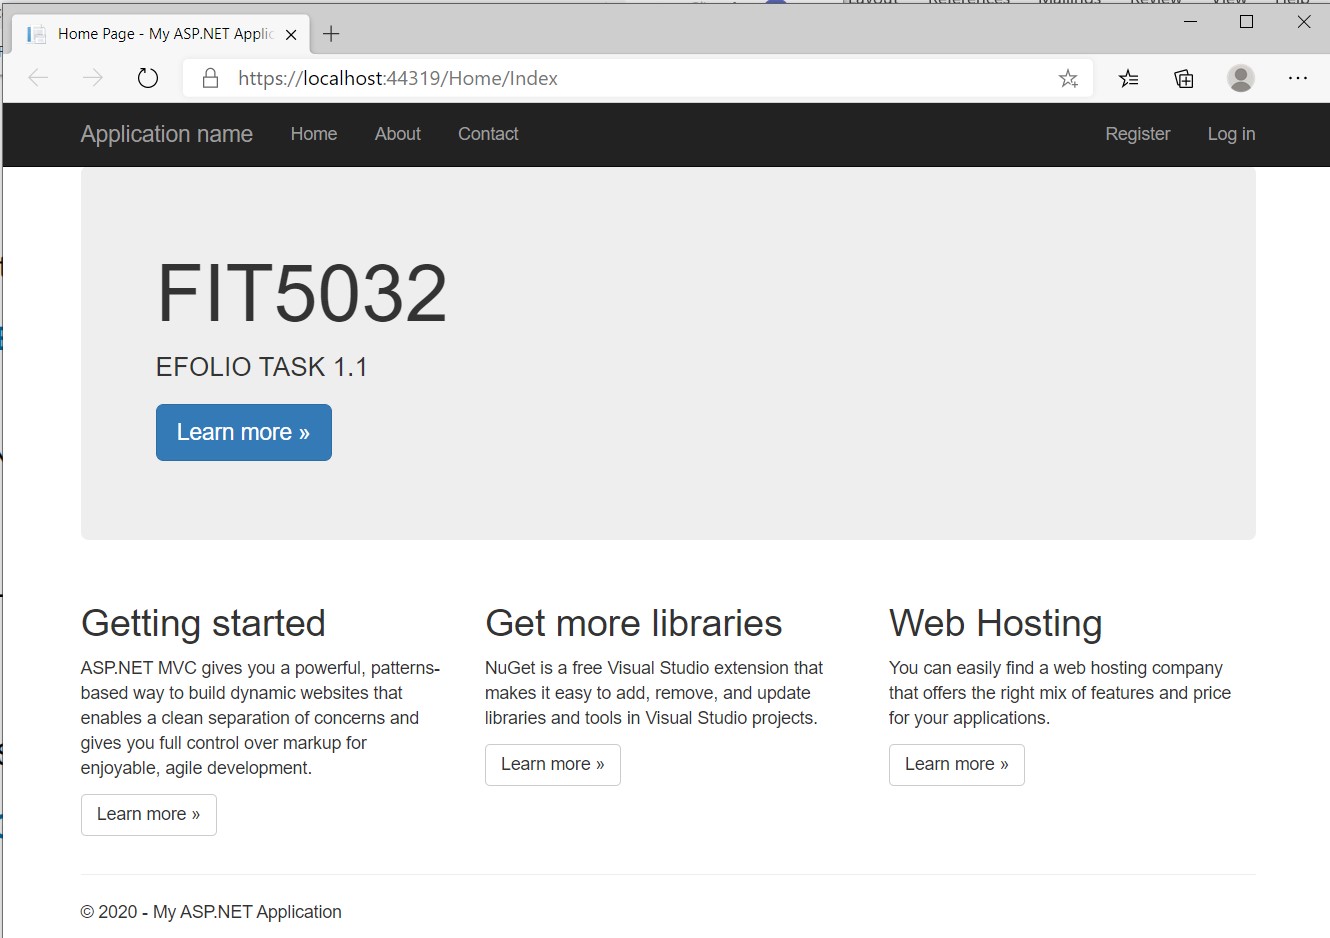 Home Page - My ASP.NET Applic
https://localhost:44319/Home/Index
Application name Home About Contact Register Log in
FIT5032
EFOLIO TASK 1.1
Learn more »
Getting started
ASP.NET MVC gives you a powerful, patterns-
based way to build dynamic websites that
enables a clean separation of concerns and
gives you full control over markup for
enjoyable, agile development.
Learn more »
Get more libraries
NuGet is a free Visual Studio extension that
makes it easy to add, remove, and update
libraries and tools in Visual Studio projects.
Learn more »
Web Hosting
You can easily find a web hosting company
that offers the right mix of features and price
for your applications.
Learn more »
© 2020 - My ASP.NET Application